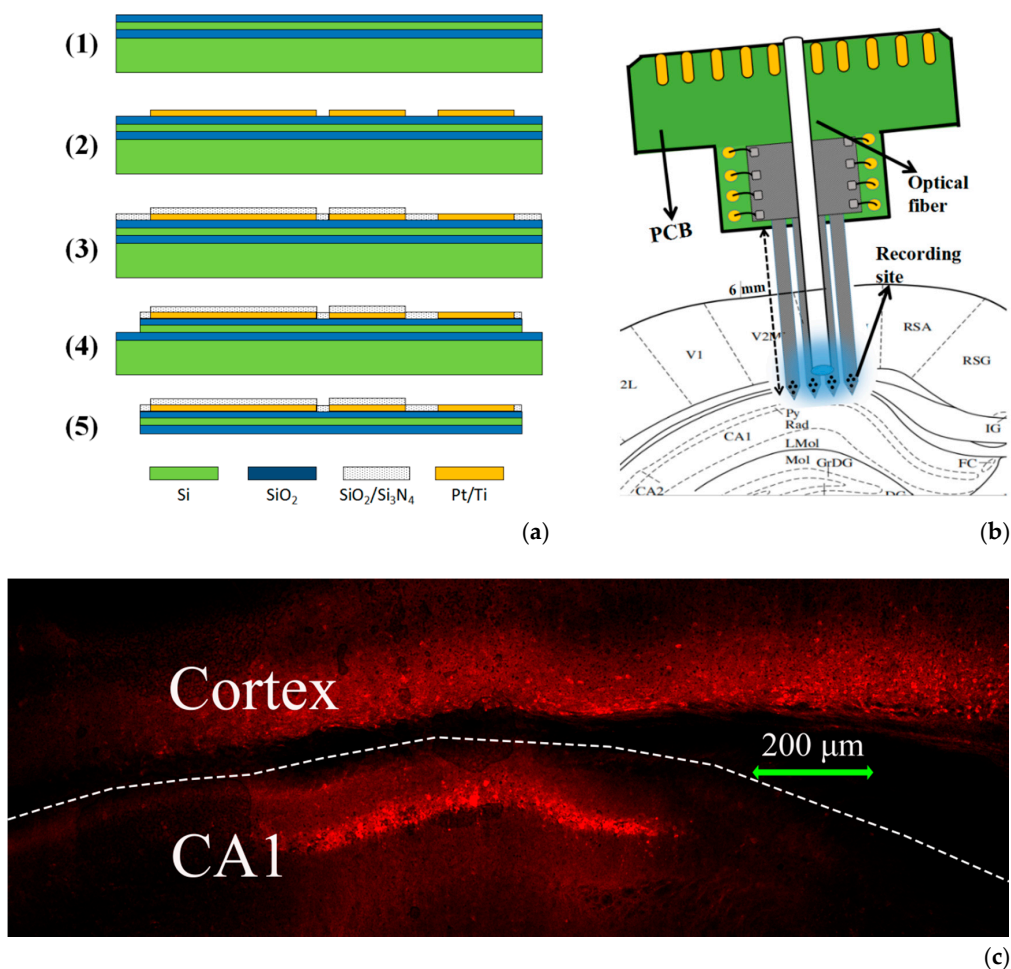 (1)
(2)
(3)
(4)
(5)
Si
SiO₂
SiO₂/Si₃N₄
Pt/Ti
(a)
PCB
Optical
fiber
Recording
site
6 mm
V2M
V1
2L
RSA
RSG
Py
Rad
CA1
LMol
Mol
GrDG
IG
FC
CA2
DG
(b)
Cortex
200 μm
CA1
(c)